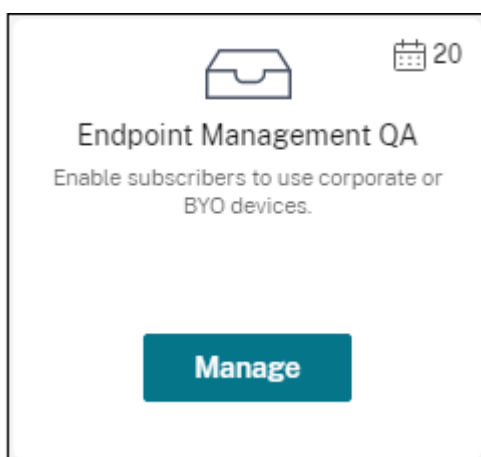 20
Endpoint Management QA
Enable subscribers to use corporate or
BYO devices.
Manage